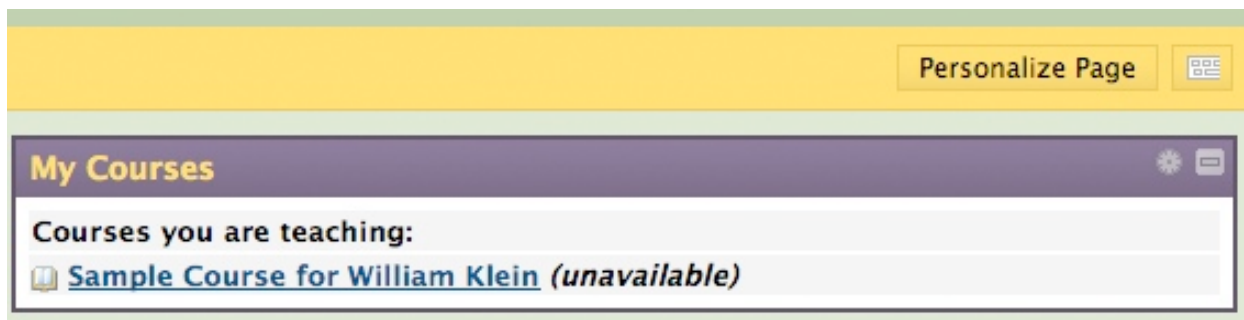 Personalize Page
My Courses
Courses you are teaching:
Sample Course for William Klein (unavailable)